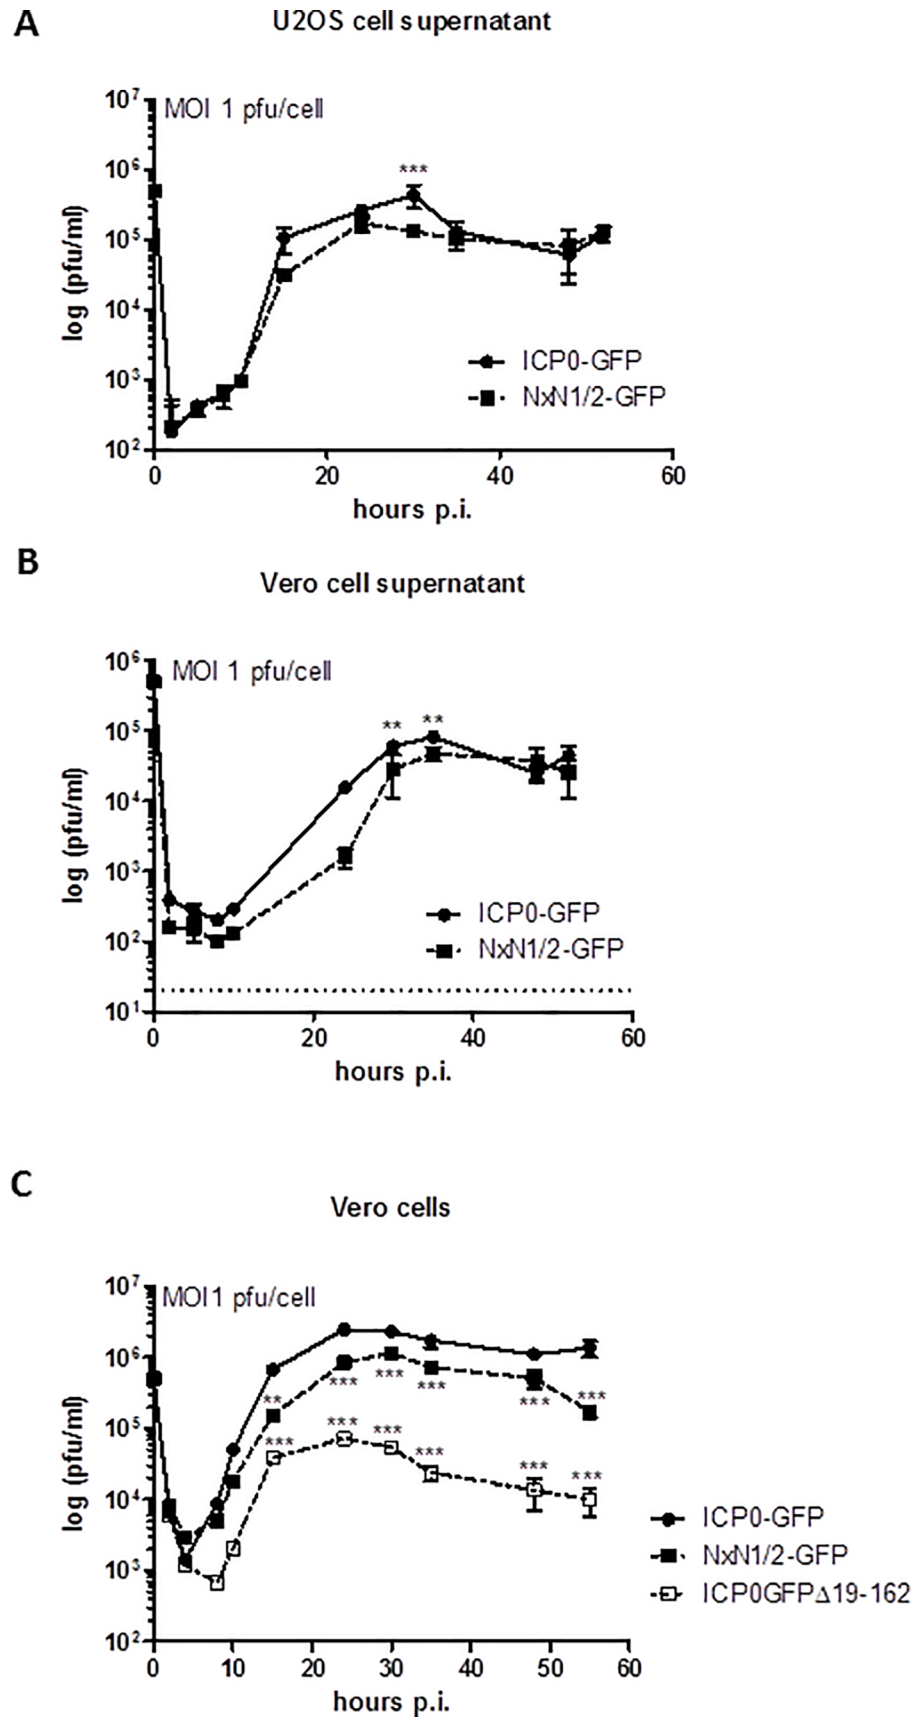 A
U2OS cell supernatant
10^7
MOI 1 pfu/cell
10^6
***
10^5
10^4
10^3
10^2
log (pfu/ml)
ICP0-GFP
NxN1/2-GFP
0 20 40 60
hours p.i.
B
Vero cell supernatant
10^6
MOI 1 pfu/cell
10^5
** **
10^4
10^3
10^2
10^1
log (pfu/ml)
ICP0-GFP
NxN1/2-GFP
0 20 40 60
hours p.i.
C
Vero cells
10^7
MOI1 pfu/cell
10^6
10^5
10^4
10^3
10^2
log (pfu/ml)
** *** *** *** *** ***
*** *** *** *** *** ***
ICP0-GFP
NxN1/2-GFP
ICP0GFPΔ19-162
0 10 20 30 40 50 60
hours p.i.